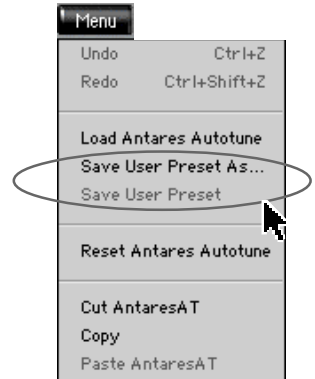 Menu
Undo Ctrl+Z
Redo Ctrl+Shift+Z
Load Antares Autotune
Save User Preset As...
Save User Preset
Reset Antares Autotune
Cut AntaresAT
Copy
Paste AntaresAT